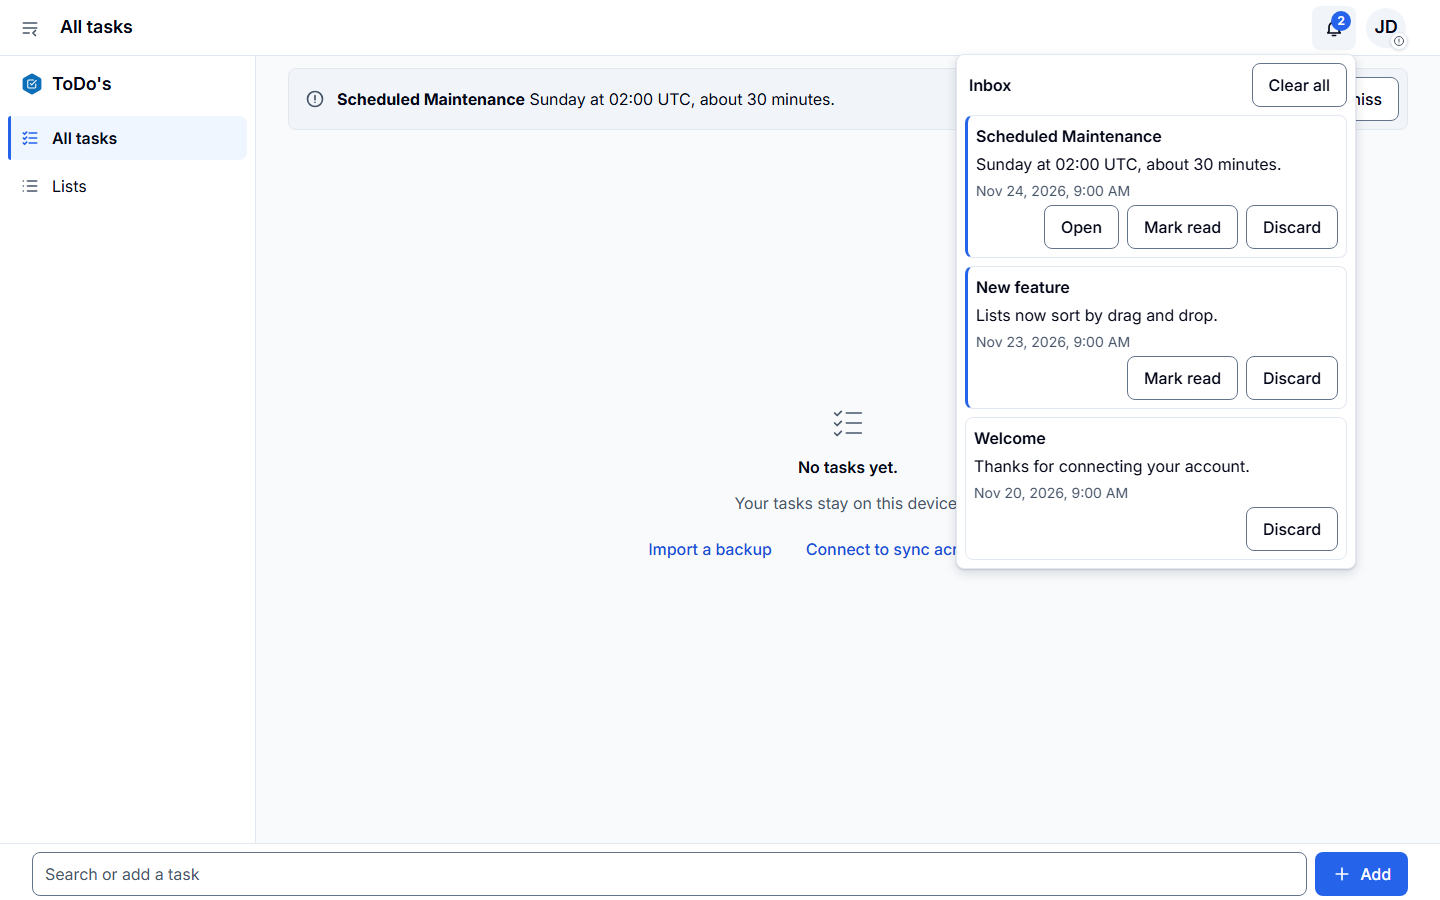 All tasks
2
JD
ToDo's
All tasks
Lists
Scheduled Maintenance Sunday at 02:00 UTC, about 30 minutes.
Inbox
Clear all
Scheduled Maintenance
Sunday at 02:00 UTC, about 30 minutes.
Nov 24, 2026, 9:00 AM
Open
Mark read
Discard
New feature
Lists now sort by drag and drop.
Nov 23, 2026, 9:00 AM
Mark read
Discard
Welcome
Thanks for connecting your account.
Nov 20, 2026, 9:00 AM
Discard
No tasks yet.
Your tasks stay on this device
Import a backup
Connect to sync
Search or add a task
Add